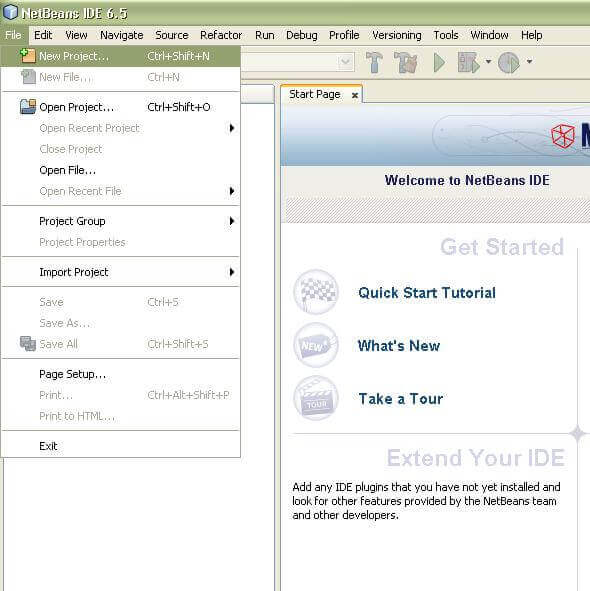 NetBeans IDE 6.5
File Edit View Navigate Source Refactor Run Debug Profile Versioning Tools Window Help
New Project... Ctrl+Shift+N
New File... Ctrl+N
Open Project... Ctrl+Shift+O
Open Recent Project
Close Project
Open File...
Open Recent File
Project Group
Project Properties
Import Project
Save Ctrl+S
Save As...
Save All Ctrl+Shift+S
Page Setup...
Print... Ctrl+Alt+Shift+P
Print to HTML...
Exit
Start Page
Welcome to NetBeans IDE
Get Started
Quick Start Tutorial
NEW
What's New
TOUR
Take a Tour
Extend Your IDE
Add any IDE plugins that you have not yet installed and
look for other features provided by the NetBeans team
and other developers.